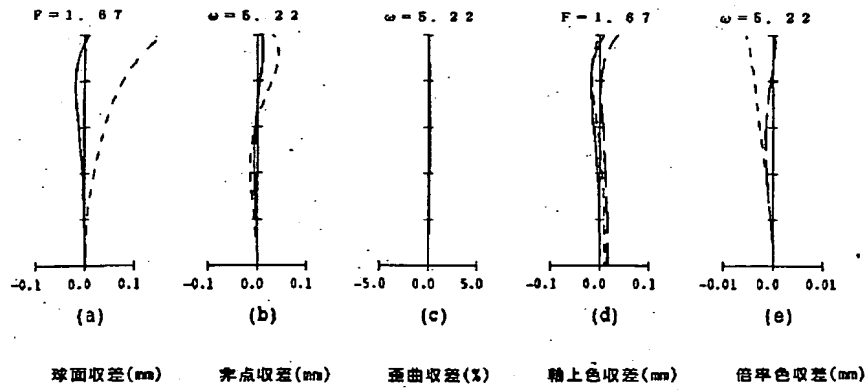 F=1. 67 ω=5. 22 ω=5. 22 F=1. 67 ω=5. 22
-0.1 0.0 0.1 -0.1 0.0 0.1 -5.0 0.0 5.0 -0.1 0.0 0.1 -0.01 0.0 0.01
(a) (b) (c) (d) (e)
球面収差(mm) 非点収差(mm) 歪曲収差(%) 軸上色収差(mm) 倍率色収差(mm)